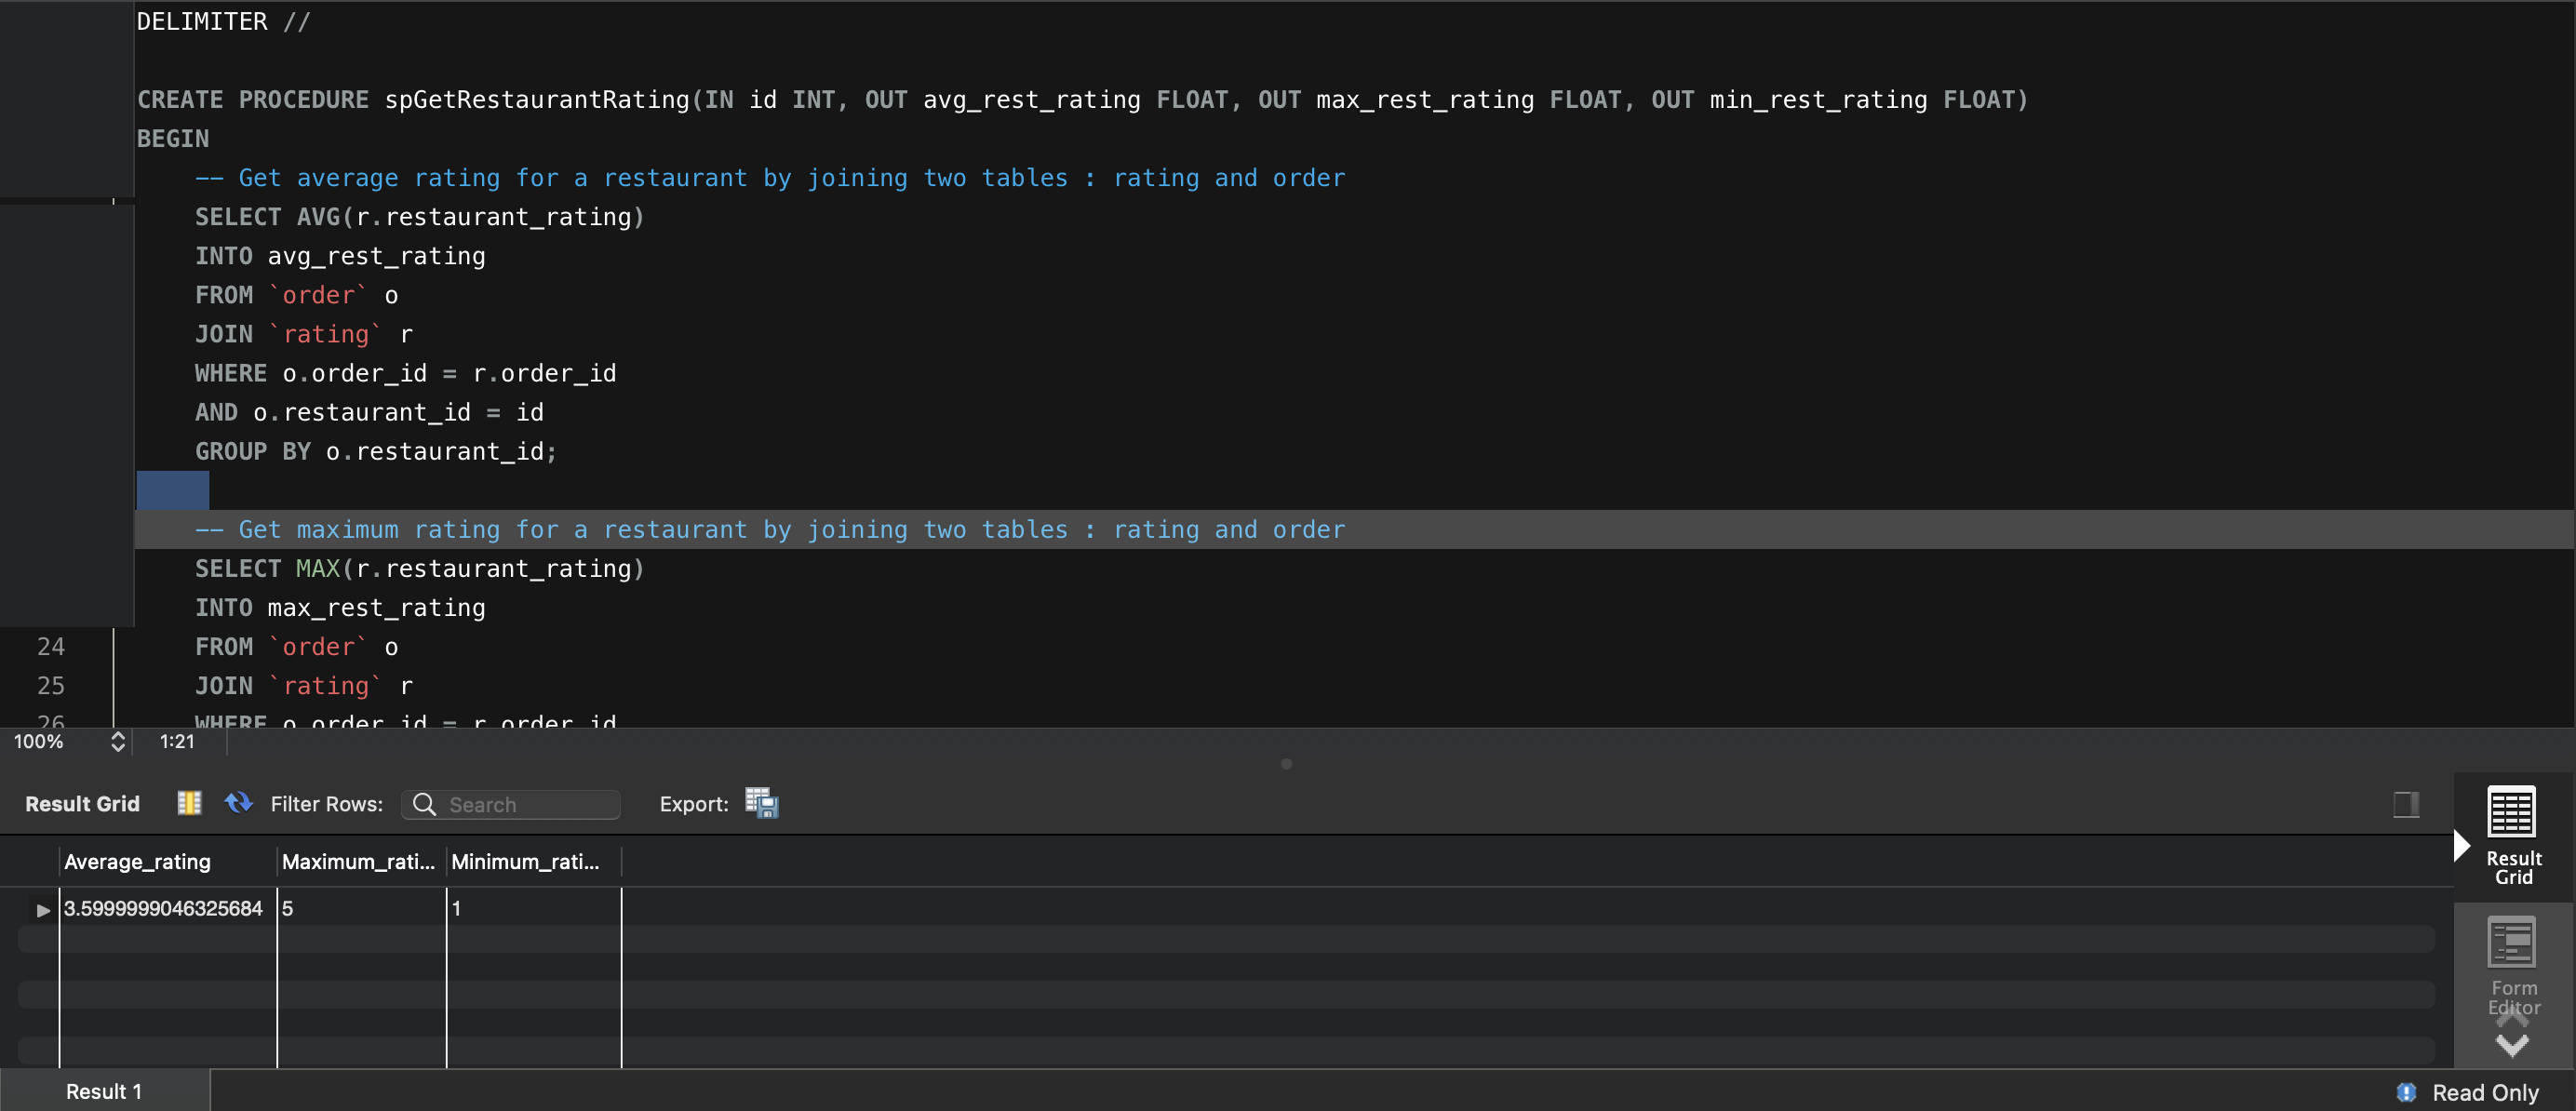 DELIMITER //
CREATE PROCEDURE spGetRestaurantRating(IN id INT, OUT avg_rest_rating FLOAT, OUT max_rest_rating FLOAT, OUT min_rest_rating FLOAT)
BEGIN
-- Get average rating for a restaurant by joining two tables : rating and order
SELECT AVG(r.restaurant_rating)
INTO avg_rest_rating
FROM `order` o
JOIN `rating` r
WHERE o.order_id = r.order_id
AND o.restaurant_id = id
GROUP BY o.restaurant_id;
-- Get maximum rating for a restaurant by joining two tables : rating and order
SELECT MAX(r.restaurant_rating)
INTO max_rest_rating
24 FROM `order` o
25 JOIN `rating` r
26 WHERE o.order_id = r.order_id
100% 1:21
Result Grid Filter Rows: Search Export:
Average_rating Maximum_rati... Minimum_rati...
3.5999999046325684 5 1
Result Grid
Form Editor
Result 1 Read Only